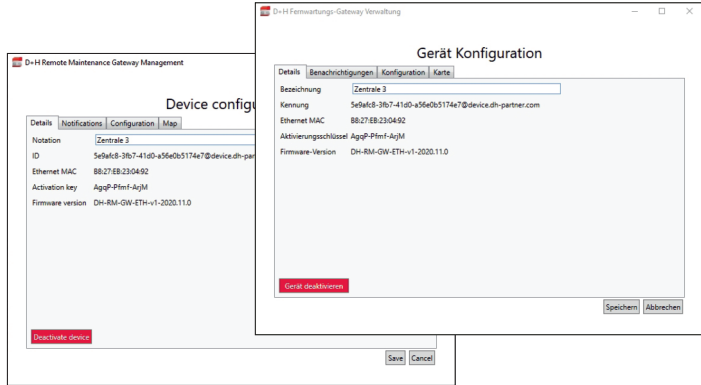 D+H Fernwartungs-Gateway Verwaltung
Gerät Konfiguration
Details Benachrichtigungen Konfiguration Karte
Bezeichnung Zentrale 3
Kennung 5e9afc8-3fb7-41d0-a56e0b5174e7@device.dh-partner.com
Ethernet MAC B8:27:EB:23:04:92
Aktivierungsschlüssel AgqP-Pfmf-ArjM
Firmware-Version DH-RM-GW-ETH-v1-2020.11.0
Gerät deaktivieren
Speichern Abbrechen
D+H Remote Maintenance Gateway Management
Device configu
Details Notifications Configuration Map
Notation Zentrale 3
ID 5e9afc8-3fb7-41d0-a56e0b5174e7@device.dh-par
Ethernet MAC B8:27:EB:23:04:92
Activation key AgqP-Pfmf-ArjM
Firmware version DH-RM-GW-ETH-v1-2020.11.0
Deactivate device
Save Cancel